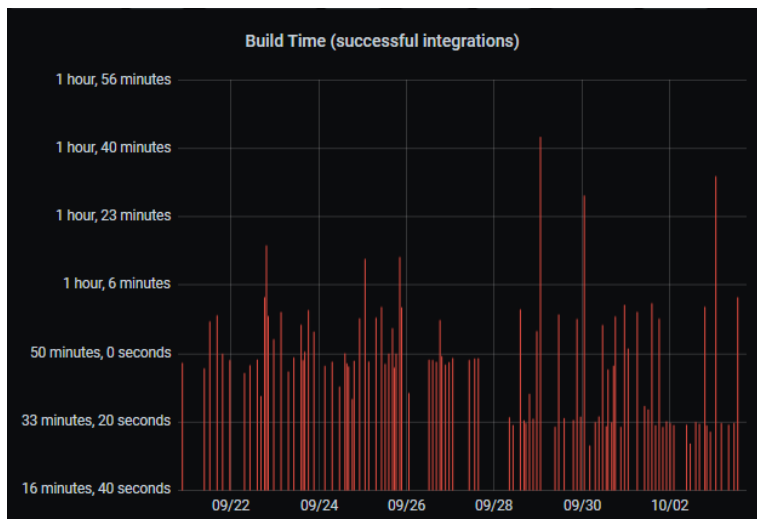 Build Time (successful integrations)
1 hour, 56 minutes
1 hour, 40 minutes
1 hour, 23 minutes
1 hour, 6 minutes
50 minutes, 0 seconds
33 minutes, 20 seconds
16 minutes, 40 seconds
09/22 09/24 09/26 09/28 09/30 10/02